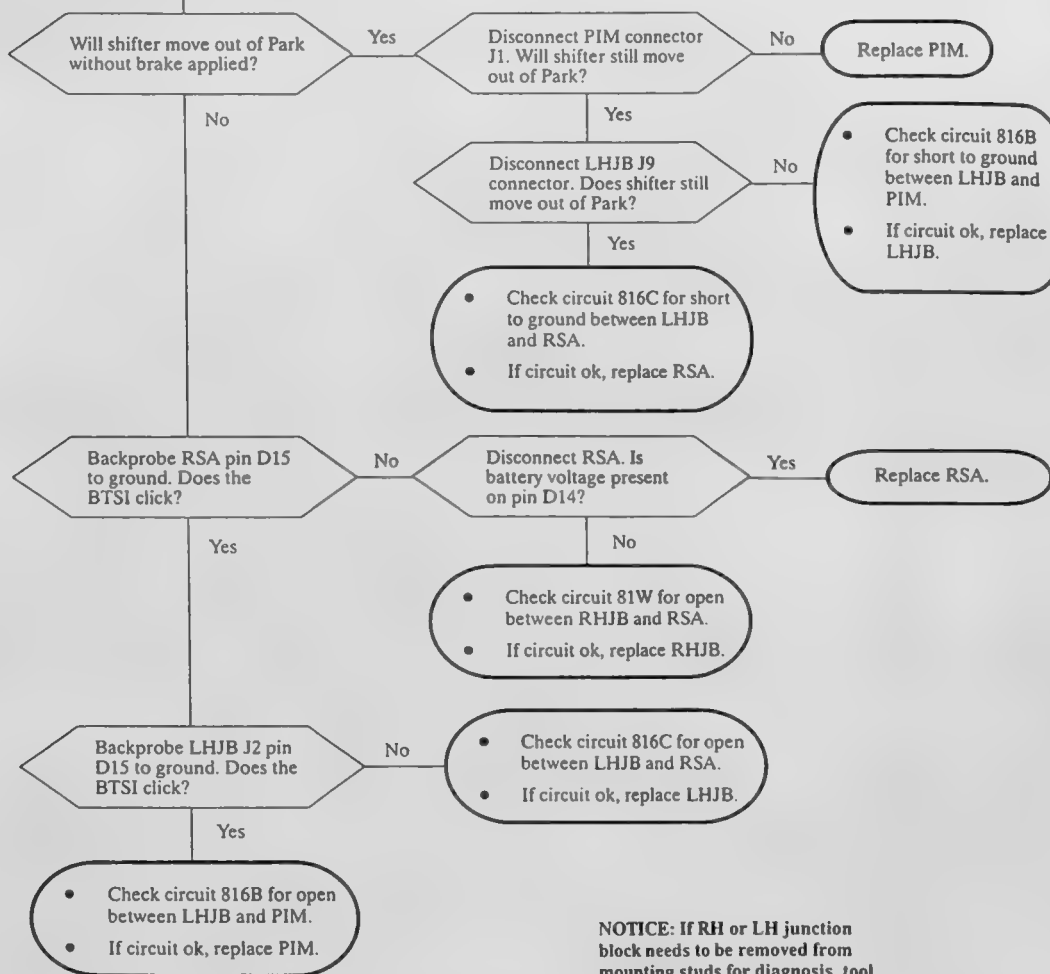 Will shifter move out of Park
without brake applied?
Yes
Disconnect PIM connector
J1. Will shifter still move
out of Park?
No
Replace PIM.
No
Yes
Disconnect LHJB J9
connector. Does shifter still
move out of Park?
No
• Check circuit 816B
for short to ground
between LHJB and
PIM.
• If circuit ok, replace
LHJB.
Yes
• Check circuit 816C for short
to ground between LHJB
and RSA.
• If circuit ok, replace RSA.
Backprobe RSA pin D15
to ground. Does the
BTSI click?
No
Disconnect RSA. Is
battery voltage present
on pin D14?
Yes
Replace RSA.
Yes
No
• Check circuit 81W for open
between RHJB and RSA.
• If circuit ok, replace RHJB.
Backprobe LHJB J2 pin
D15 to ground. Does the
BTSI click?
No
• Check circuit 816C for open
between LHJB and RSA.
• If circuit ok, replace LHJB.
Yes
• Check circuit 816B for open
between LHJB and PIM.
• If circuit ok, replace PIM.
NOTICE: If RH or LH junction
block needs to be removed from
mounting studs for diagnosis, tool